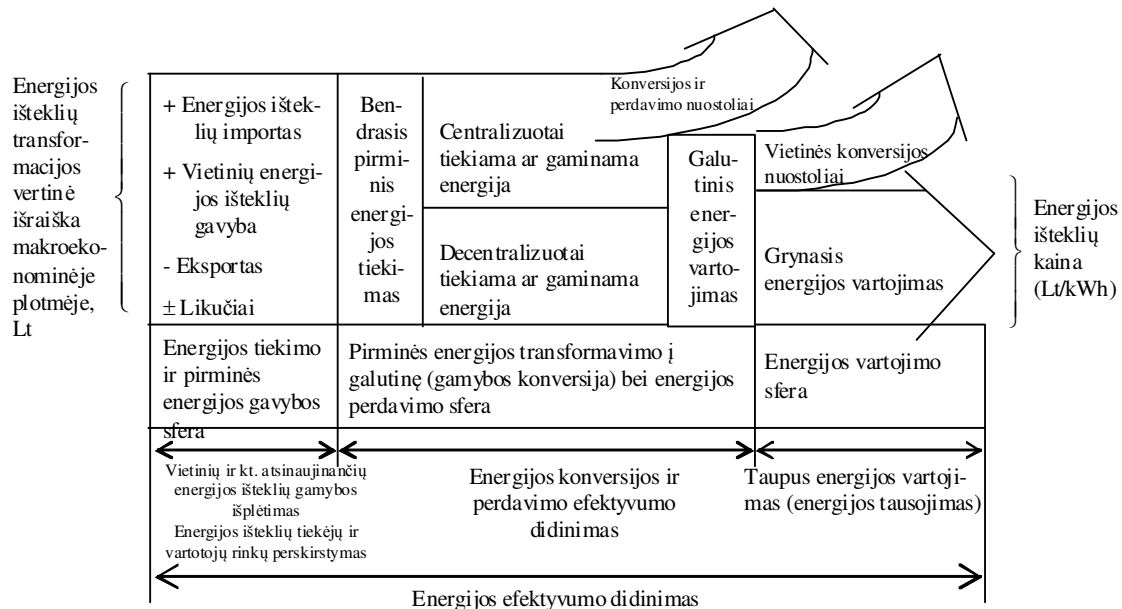 Energijos
išteklių
transfor-
macijos
vertinė
išraiška
makroeko-
nominėje
plotmėje,
Lt
+ Energijos ištek-
lių importas
+ Vietinių energi-
jos išteklių
gavyba
- Eksportas
± Likučiai
Ben-
drasis
pirmi-
nis
energi-
jos
tieki-
mas
Centralizuotai
tiekiama ar gaminama
energija
Decentralizuotai
tiekiama ar gaminama
energija
Konversijos ir
perdavimo nuostoliai
Galu-
tinis
ener-
gijos
varto-
jimas
Vietinės konversijos
nuostoliai
Grynasis
energijos vartojimas
Energijos
išteklių
kaina
(Lt/kWh)
Energijos tiekimo
ir pirminės
energijos gavybos
sfera
Pirminės energijos transformavimo į
galutinę (gamybos konversija) bei energijos
perdavimo sfera
Energijos vartojimo
sfera
Vietinių ir kt. atsinaujinančių
energijos išteklių gamybos
išplėtimas
Energijos išteklių tiekėjų ir
vartotojų rinkų perskirstymas
Energijos konversijos ir
perdavimo efektyvumo
didinimas
Taupus energijos vartoji-
mas (energijos tausojimas)
Energijos efektyvumo didinimas